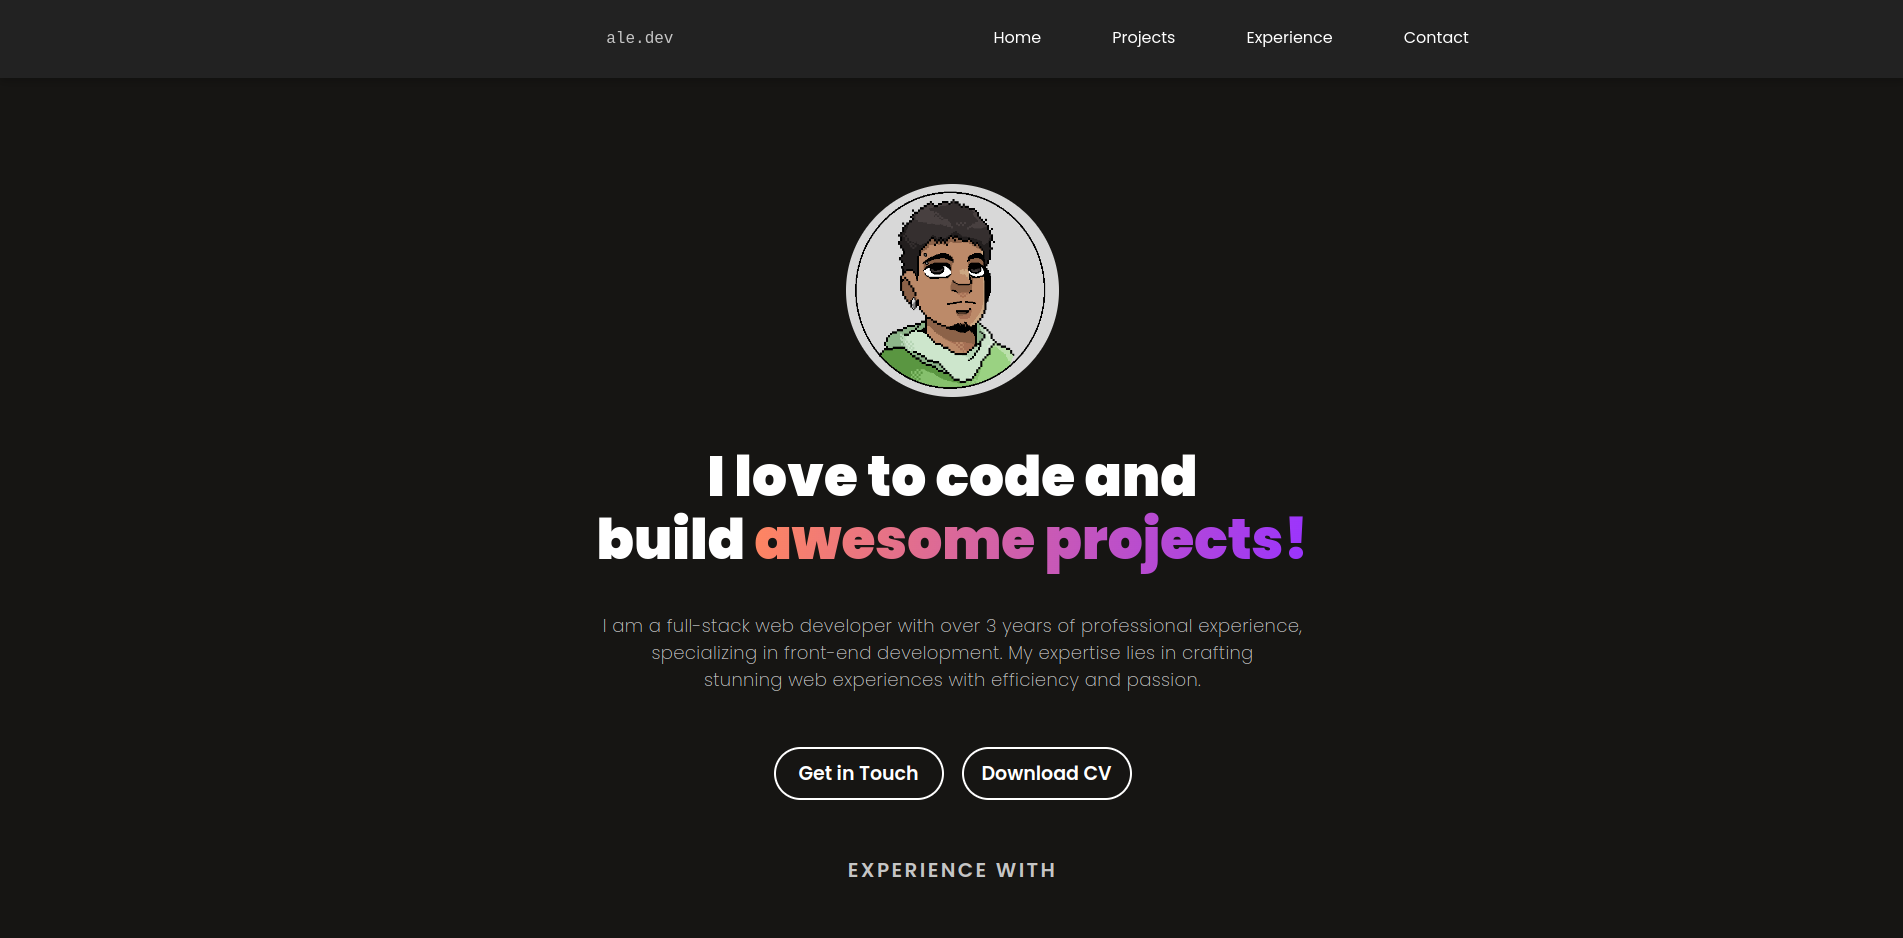 ale.dev Home Projects Experience Contact
I love to code and
build awesome projects!
I am a full-stack web developer with over 3 years of professional experience,
specializing in front-end development. My expertise lies in crafting
stunning web experiences with efficiency and passion.
Get in Touch Download CV
EXPERIENCE WITH